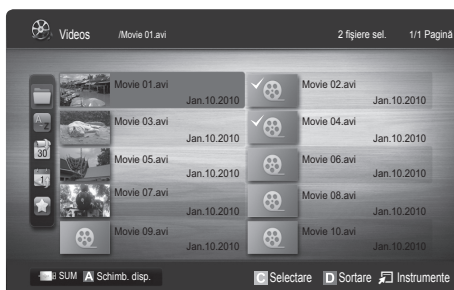 Videos /Movie 01.avi 2 fişiere sel. 1/1 Pagină
Movie 01.avi
Jan.10.2010
Movie 02.avi
Jan.10.2010
Movie 03.avi
Jan.10.2010
Movie 04.avi
Jan.10.2010
Movie 05.avi
Jan.10.2010
Movie 06.avi
Jan.10.2010
Movie 07.avi
Jan.10.2010
Movie 08.avi
Jan.10.2010
Movie 09.avi
Jan.10.2010
Movie 10.avi
Jan.10.2010
30
1
SUM A Schimb. disp. C Selectare D Sortare Instrumente